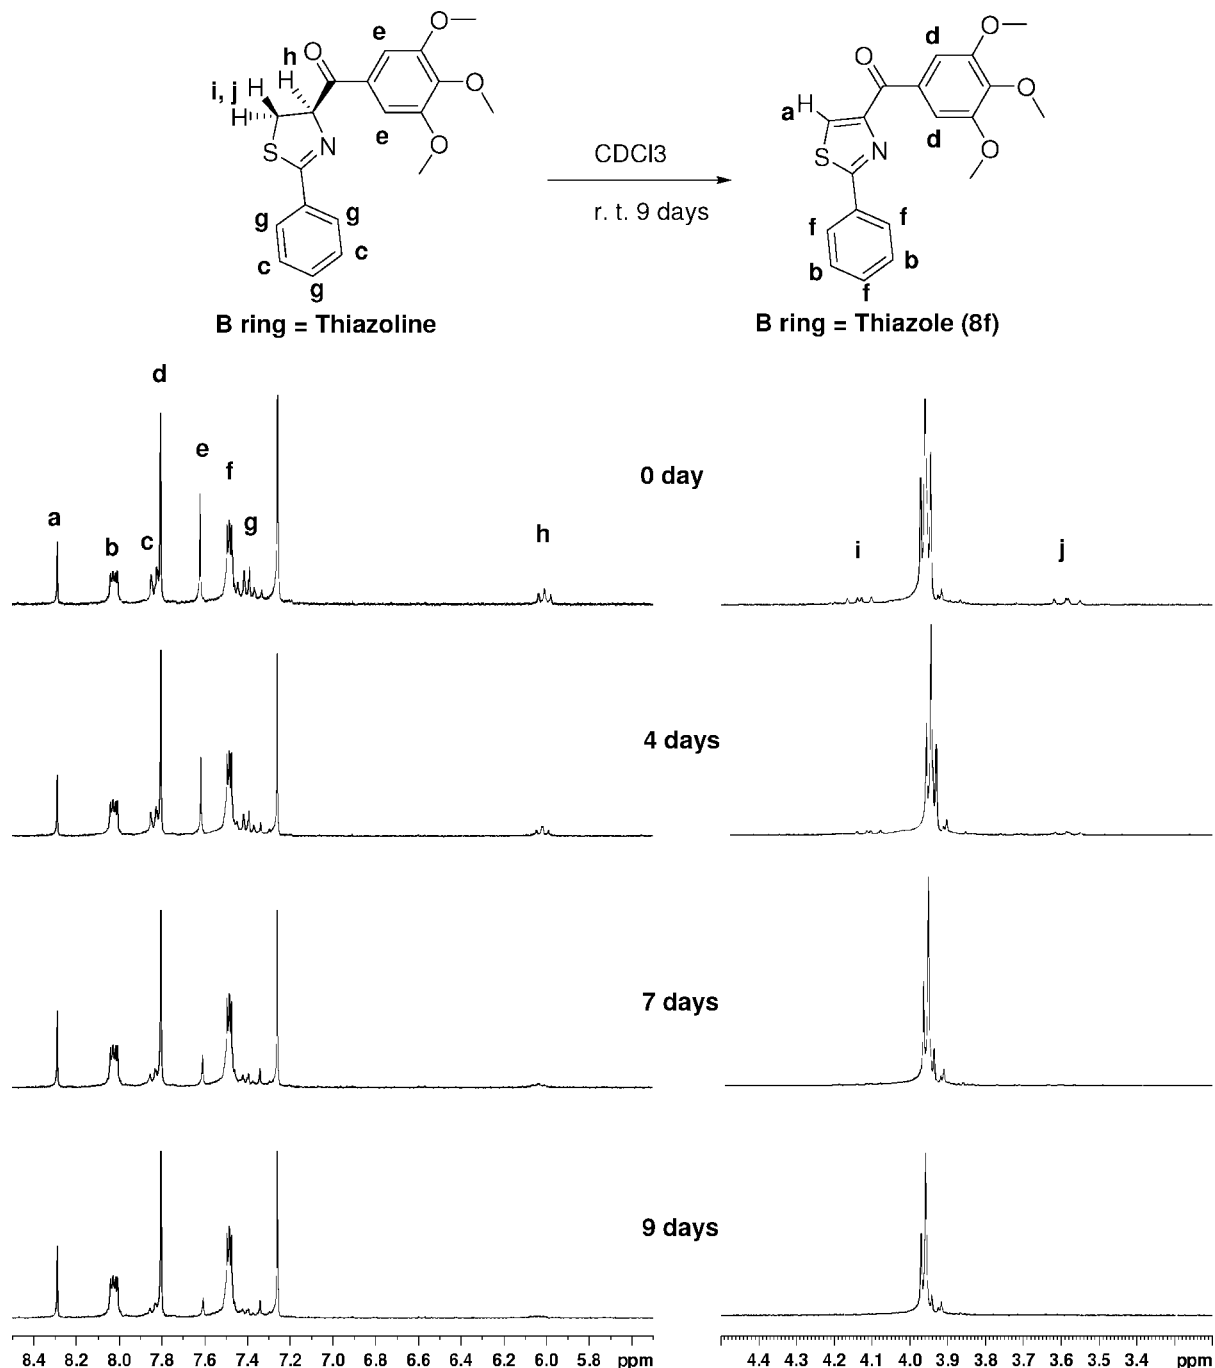 O
e
h
O
H
O
i, j
H
H
e
O
S
N
g
g
c
c
g
B ring = Thiazoline
CDCl3
r. t. 9 days
O
d
O
H
a
O
d
O
S
N
f
f
b
b
f
B ring = Thiazole (8f)
d
e
f
a
b
c
g
h
0 day
i
j
4 days
7 days
9 days
8.4 8.2 8.0 7.8 7.6 7.4 7.2 7.0 6.8 6.6 6.4 6.2 6.0 5.8 ppm
4.4 4.3 4.2 4.1 4.0 3.9 3.8 3.7 3.6 3.5 3.4 ppm